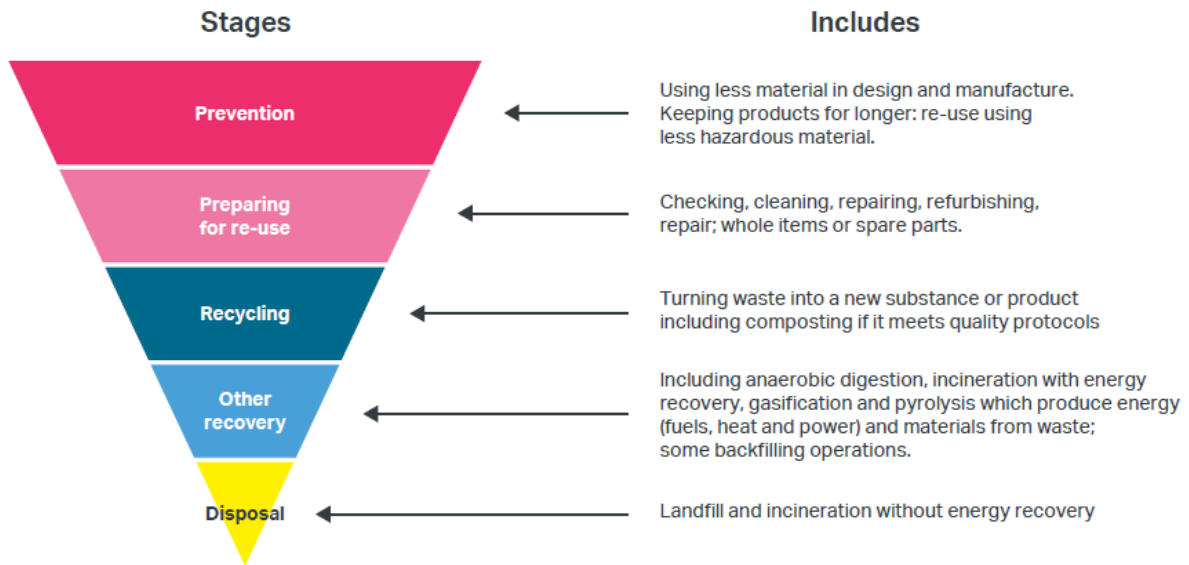 Stages
Includes
Prevention
Using less material in design and manufacture.
Keeping products for longer: re-use using
less hazardous material.
Preparing
for re-use
Checking, cleaning, repairing, refurbishing,
repair; whole items or spare parts.
Recycling
Turning waste into a new substance or product
including composting if it meets quality protocols
Other
recovery
Including anaerobic digestion, incineration with energy
recovery, gasification and pyrolysis which produce energy
(fuels, heat and power) and materials from waste;
some backfilling operations.
Disposal
Landfill and incineration without energy recovery